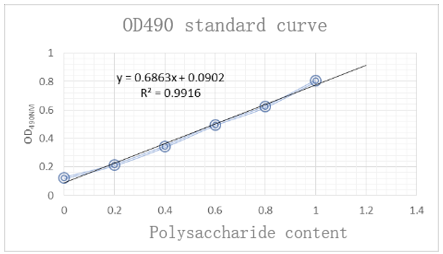 OD490 standard curve
1
y = 0.6863x + 0.0902
R² = 0.9916
0.8
0.6
OD490NM
0.4
0.2
0
0 0.2 0.4 0.6 0.8 1 1.2 1.4
Polysaccharide content